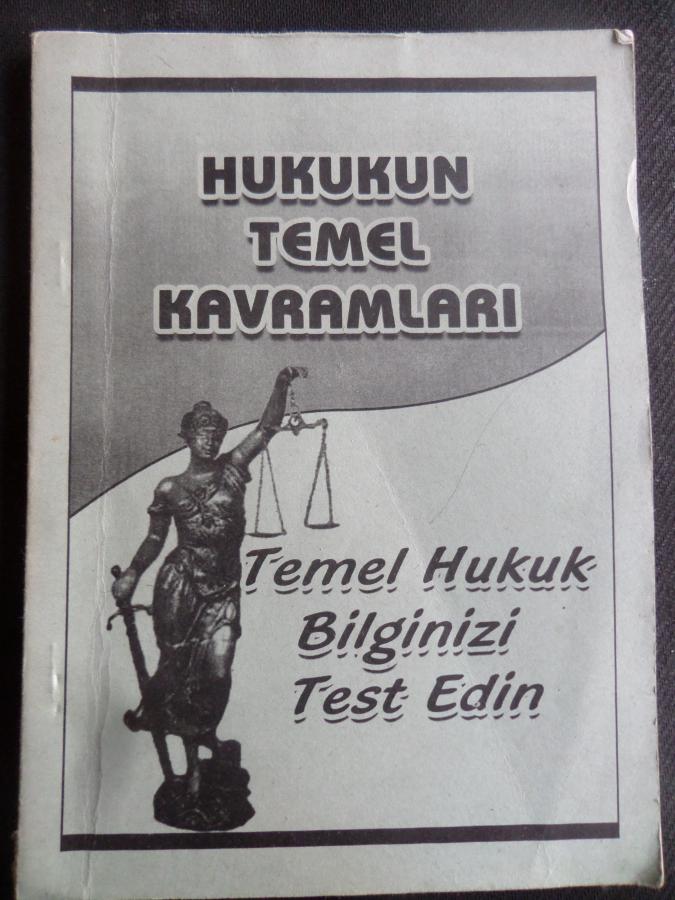 HUKUKUN
TEMEL
KAVRAMLARI
Temel Hukuk
Bilginizi
Test Edin